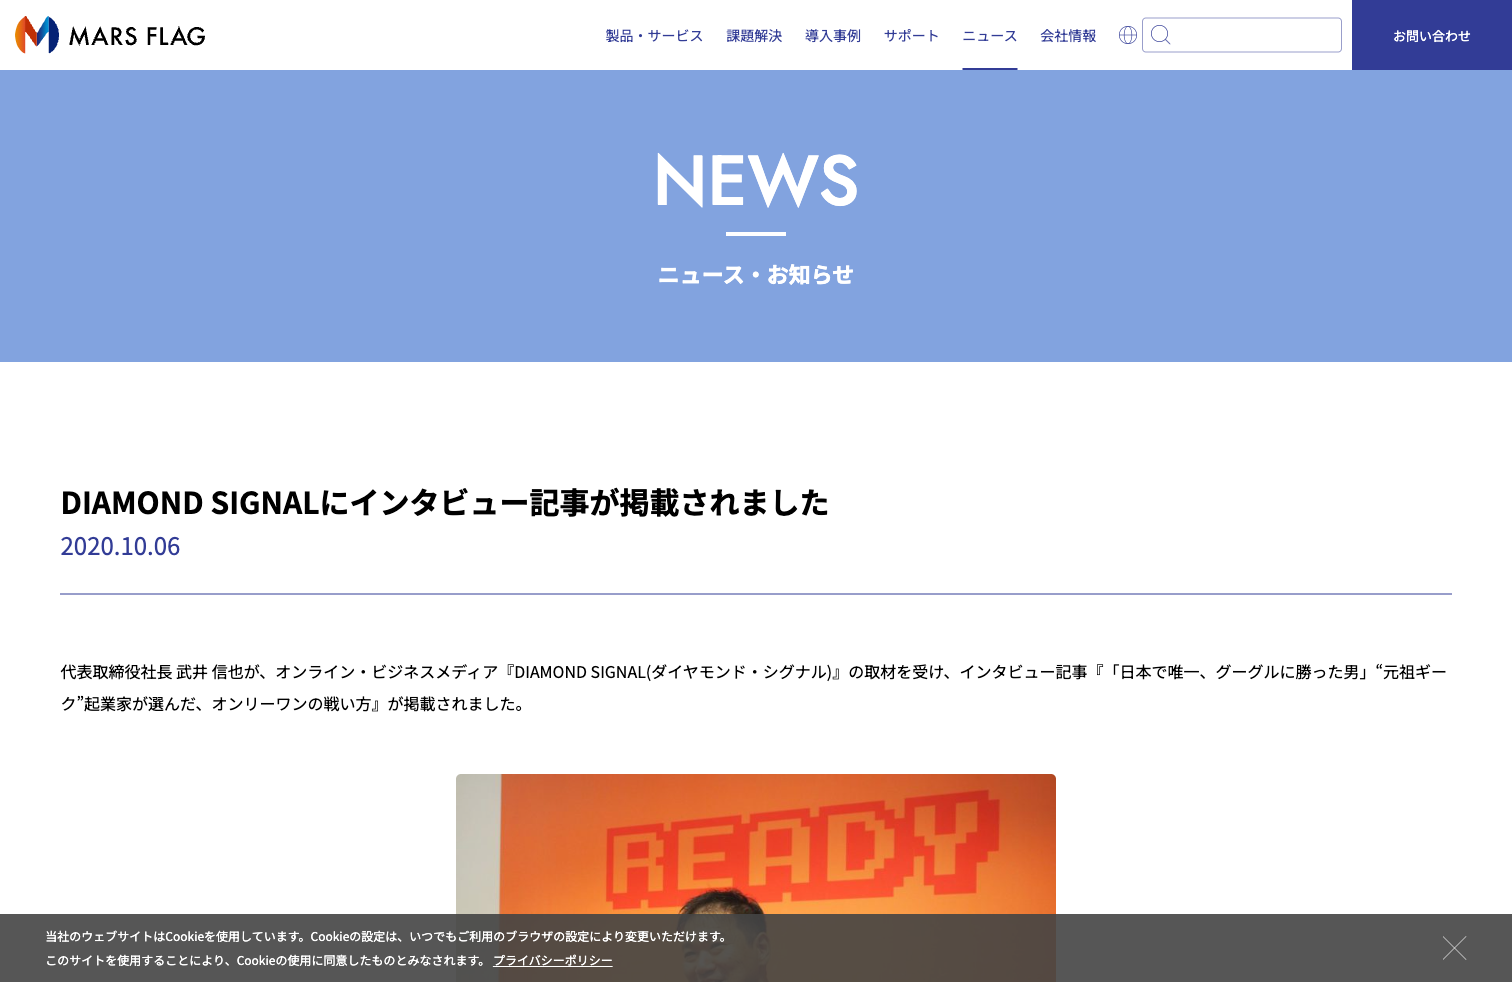 MARS FLAG
製品・サービス 課題解決 導入事例 サポート ニュース 会社情報 お問い合わせ
NEWS
ニュース・お知らせ
DIAMOND SIGNALにインタビュー記事が掲載されました
2020.10.06
代表取締役社長 武井 信也が、オンライン・ビジネスメディア『DIAMOND SIGNAL(ダイヤモンド・シグナル)』の取材を受け、インタビュー記事『「日本で唯一、グーグルに勝った男」“元祖ギー
ク”起業家が選んだ、オンリーワンの戦い方』が掲載されました。
READY
当社のウェブサイトはCookieを使用しています。Cookieの設定は、いつでもご利用のブラウザの設定により変更いただけます。
このサイトを使用することにより、Cookieの使用に同意したものとみなされます。 プライバシーポリシー